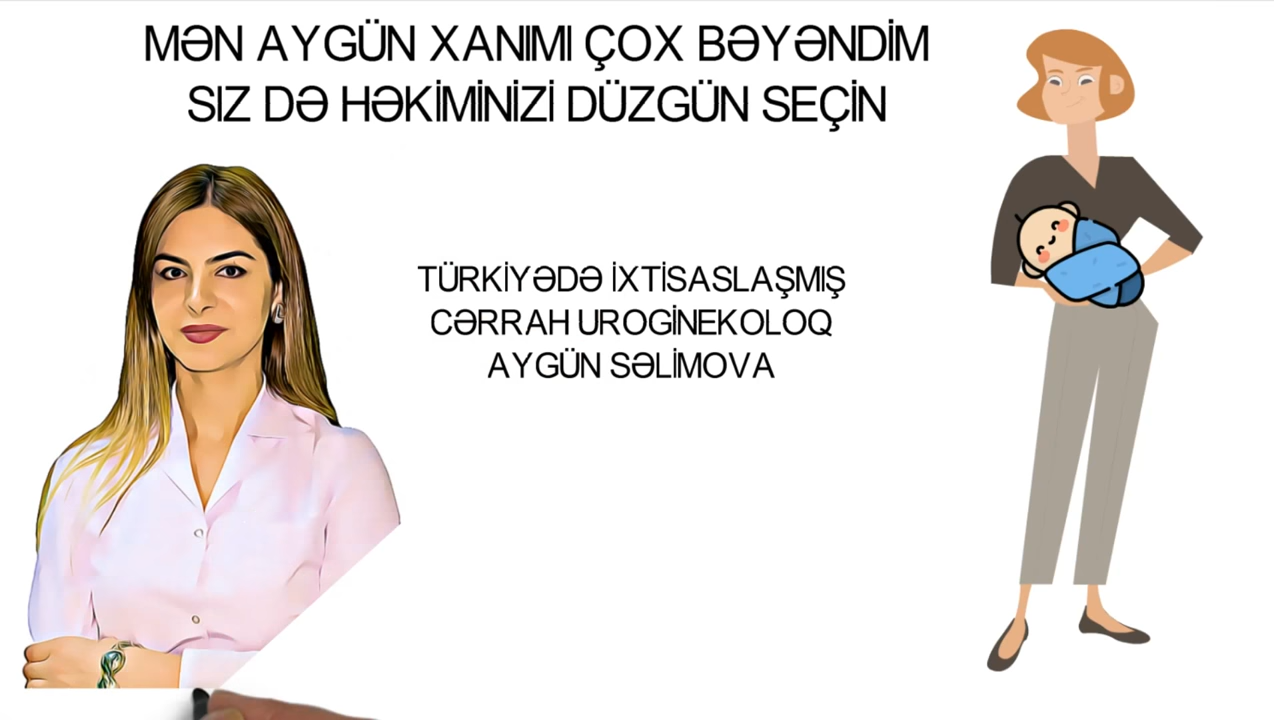 MƏN AYGÜN XANIMI ÇOX BƏYƏNDİM
SIZ DƏ HƏKİMİNİZİ DÜZGÜN SEÇİN
TÜRKİYƏDƏ İXTİSASLAŞMIŞ
CƏRRAH UROGİNEKOLOQ
AYGÜN SƏLİMOVA